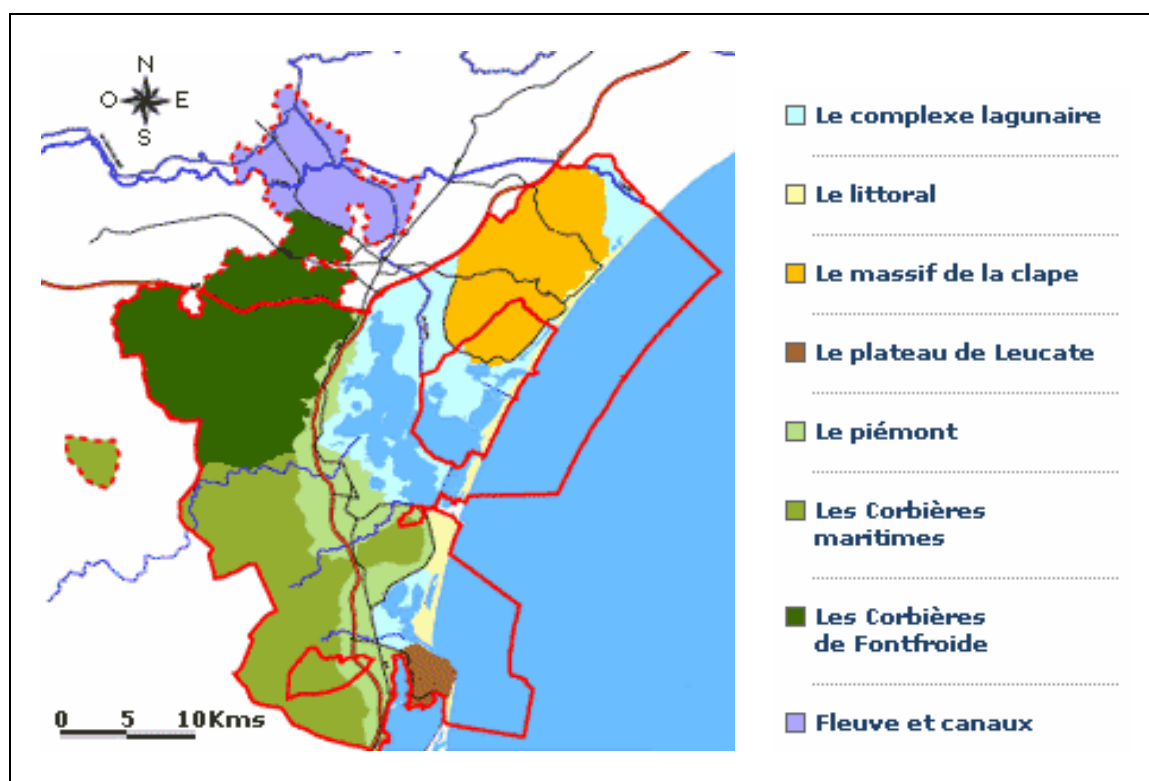 N
O E
S
0 5 10Kms
Le complexe lagunaire
Le littoral
Le massif de la clape
Le plateau de Leucate
Le piémont
Les Corbières
maritimes
Les Corbières
de Fontfroide
Fleuve et canaux